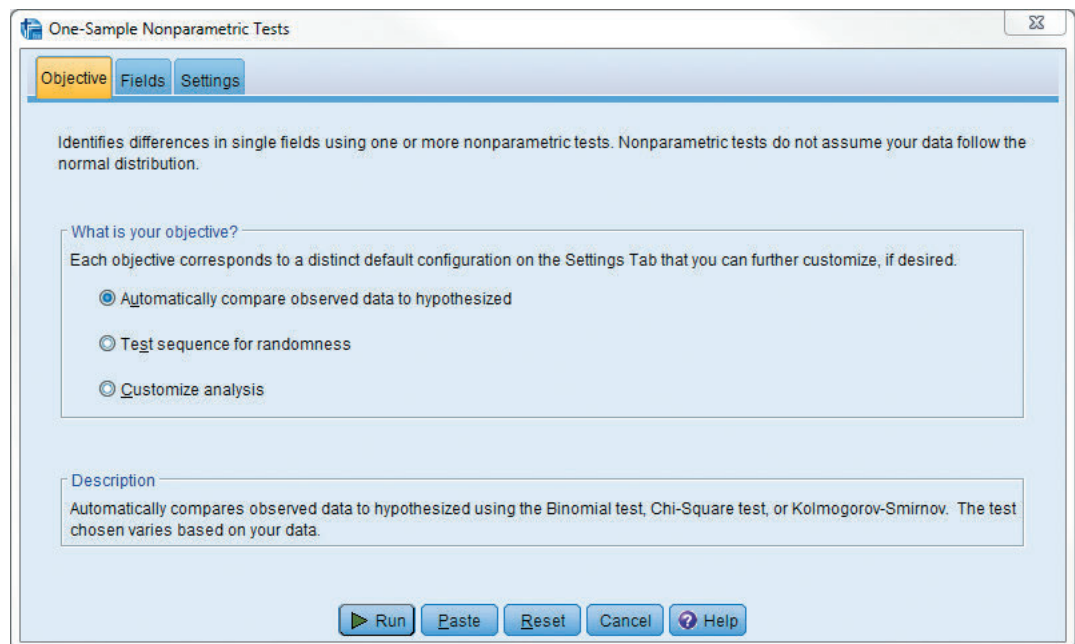 One-Sample Nonparametric Tests
Objective Fields Settings
Identifies differences in single fields using one or more nonparametric tests. Nonparametric tests do not assume your data follow the
normal distribution.
What is your objective?
Each objective corresponds to a distinct default configuration on the Settings Tab that you can further customize, if desired.
Automatically compare observed data to hypothesized
Test sequence for randomness
Customize analysis
Description
Automatically compares observed data to hypothesized using the Binomial test, Chi-Square test, or Kolmogorov-Smirnov. The test
chosen varies based on your data.
Run Paste Reset Cancel Help